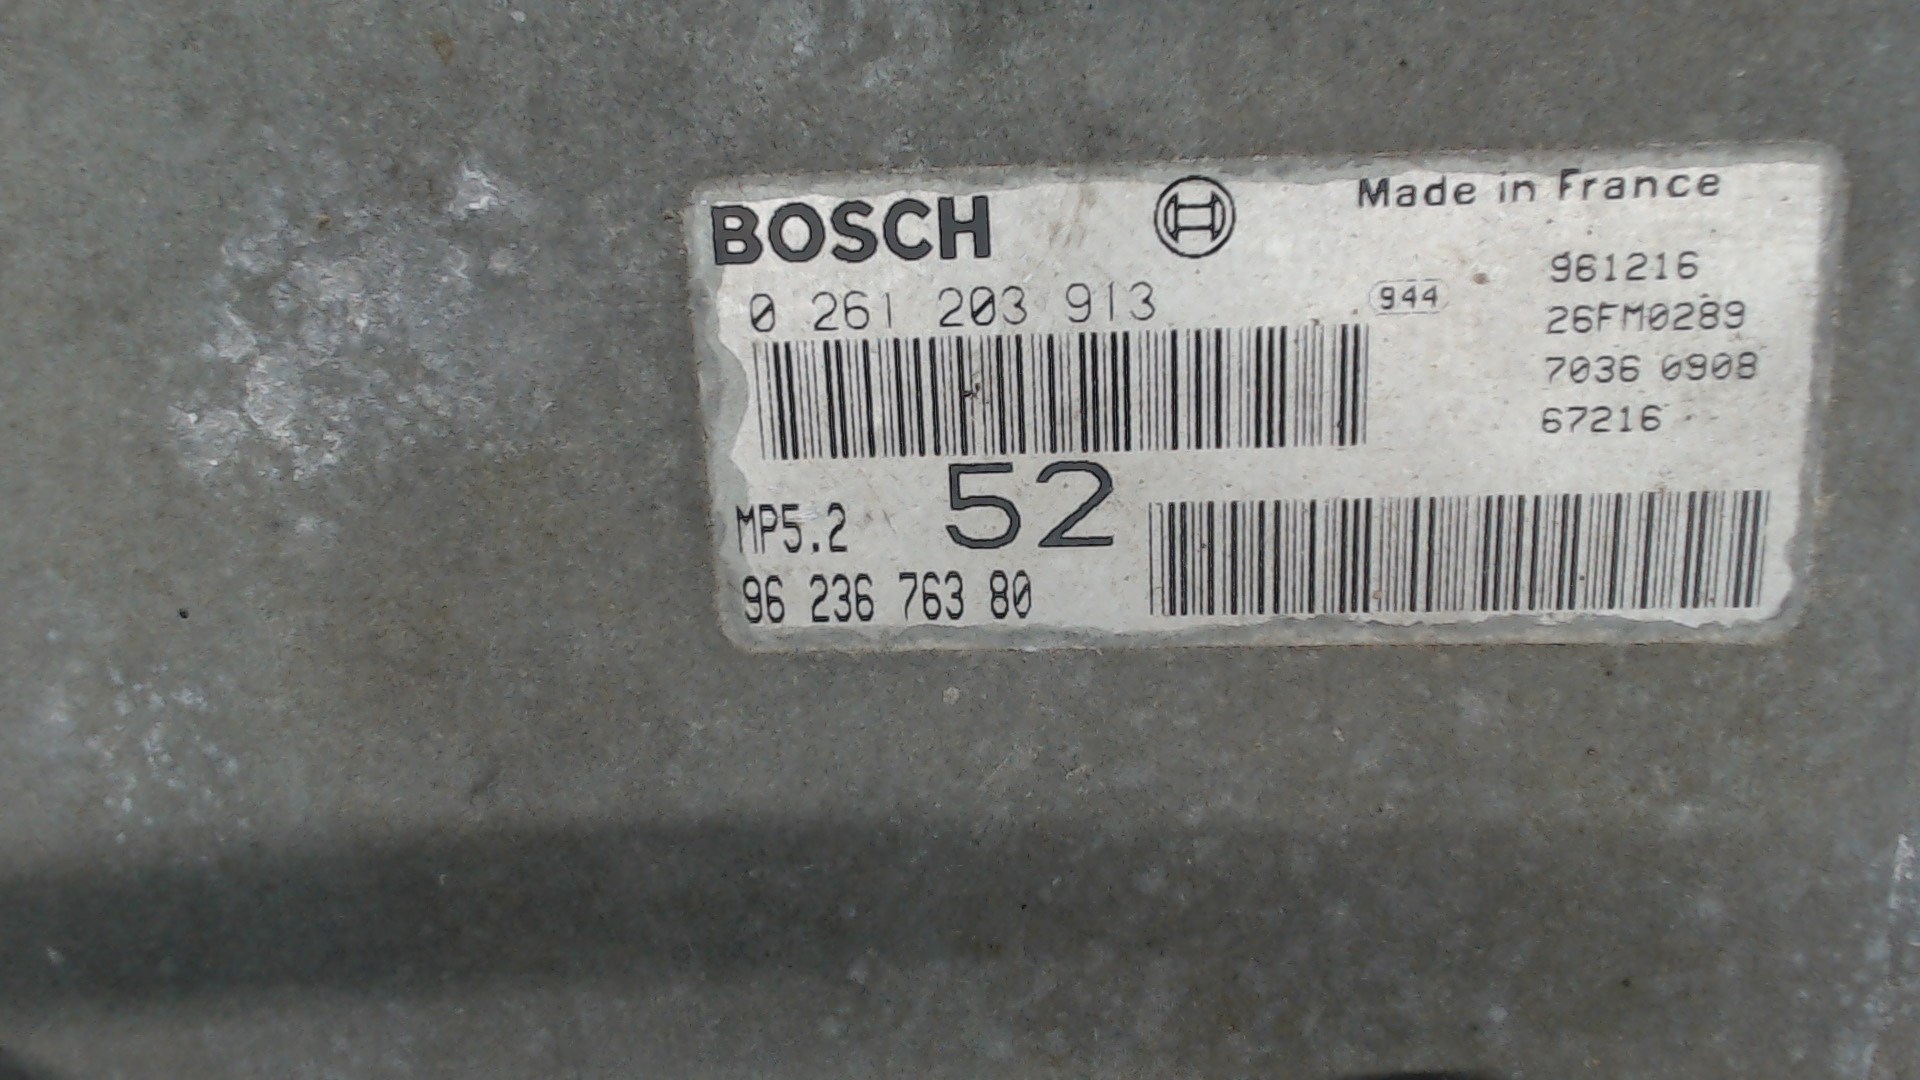 BOSCH
Made in France
0 261 203 913
944
961216
26FM0289
7036 0908
67216
MP5.2
52
96 236 763 80